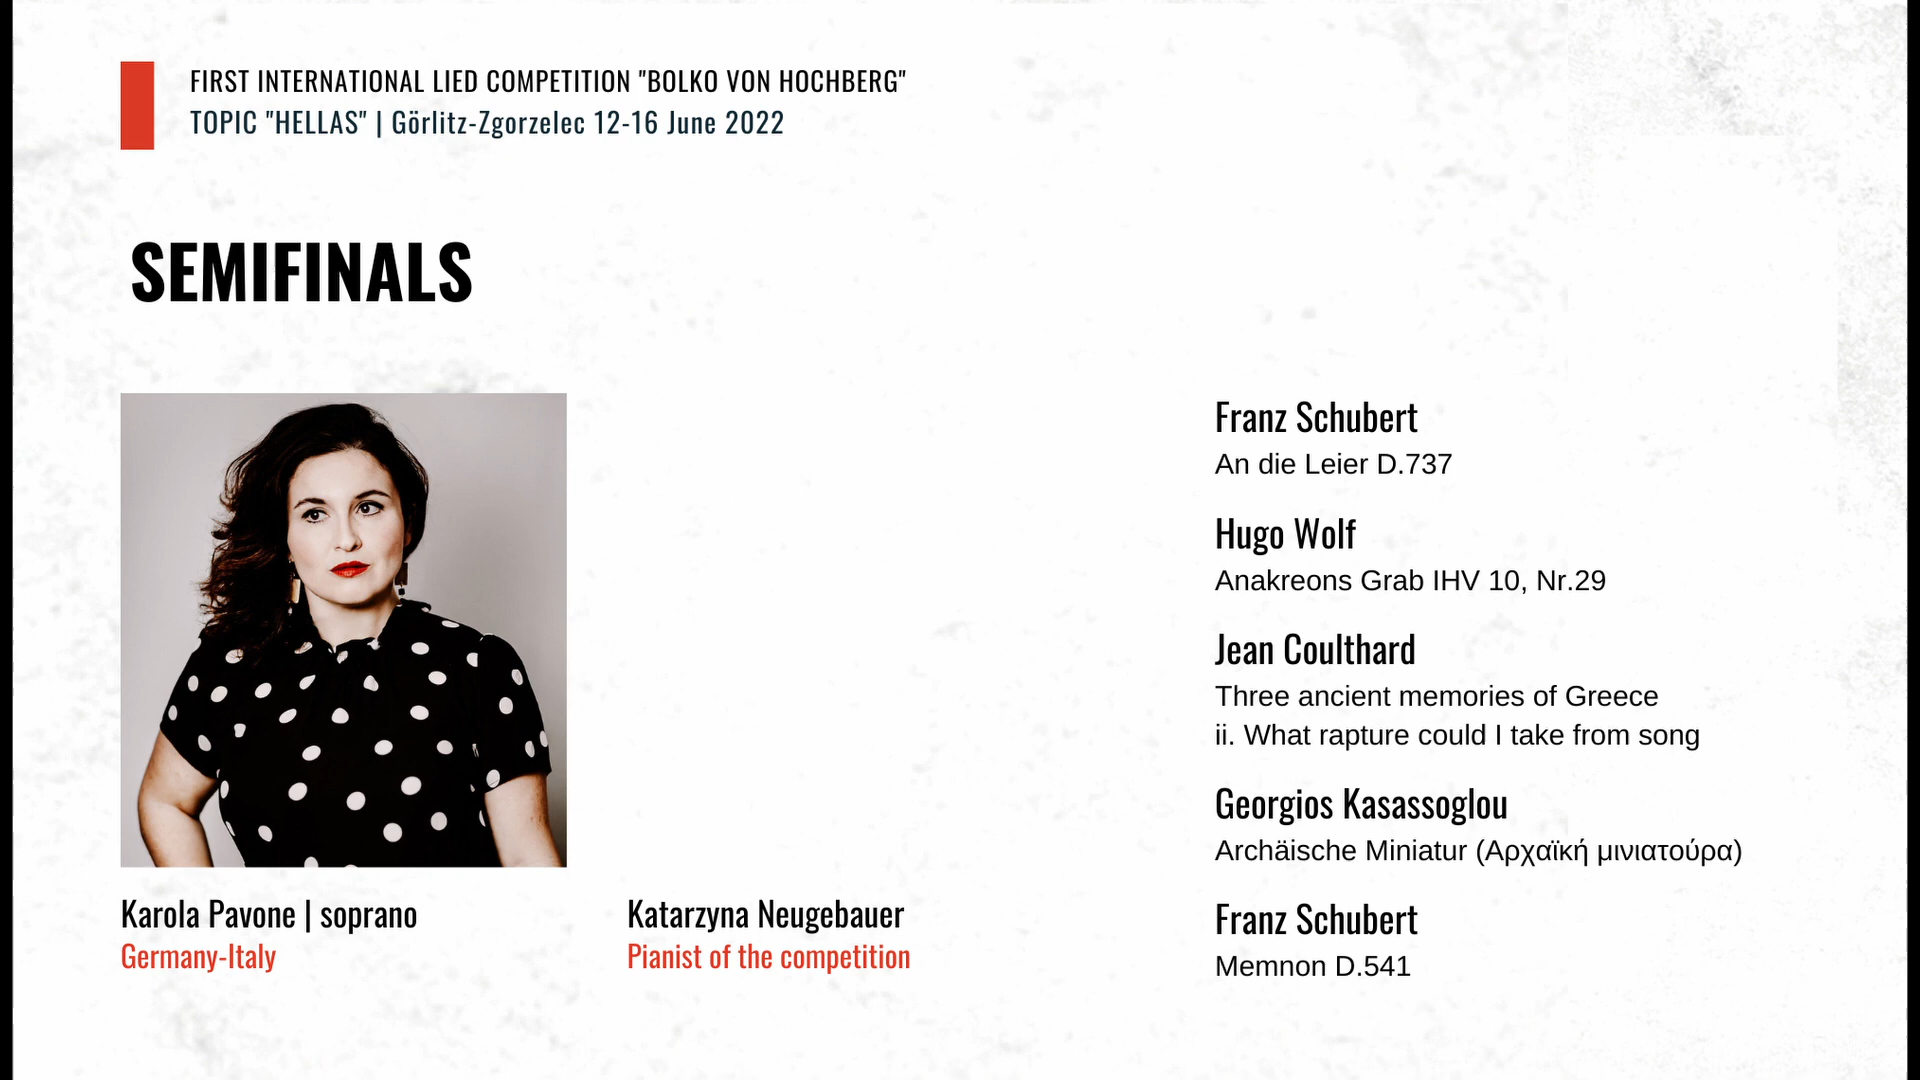 FIRST INTERNATIONAL LIED COMPETITION "BOLKO VON HOCHBERG"
TOPIC "HELLAS" | Görlitz-Zgorzelec 12-16 June 2022
SEMIFINALS
Karola Pavone | soprano
Germany-Italy
Katarzyna Neugebauer
Pianist of the competition
Franz Schubert
An die Leier D.737
Hugo Wolf
Anakreons Grab IHV 10, Nr.29
Jean Coulthard
Three ancient memories of Greece
ii. What rapture could I take from song
Georgios Kasassoglou
Archäische Miniatur (Αρχαϊκή μινιατούρα)
Franz Schubert
Memnon D.541